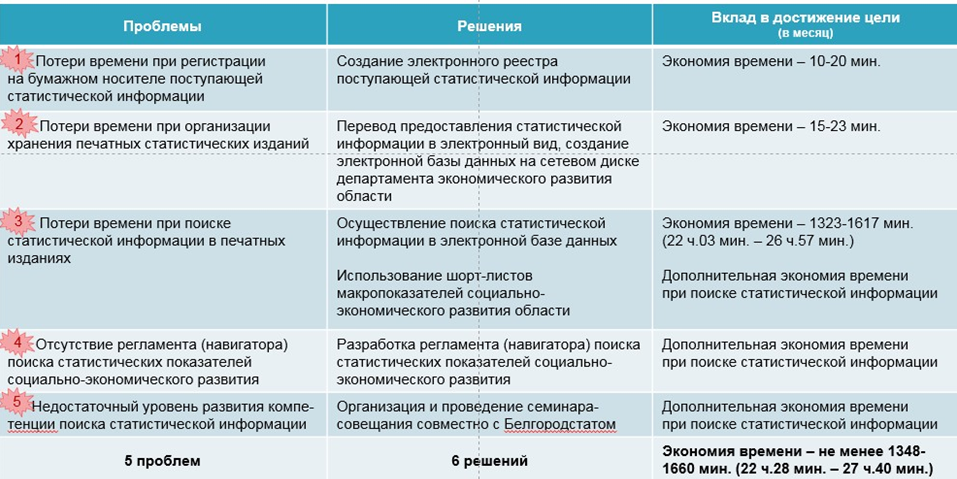 Проблемы
Решения
Вклад в достижение цели
(в месяц)
1 Потери времени при регистрации
на бумажном носителе поступающей
статистической информации
Создание электронного реестра
поступающей статистической информации
Экономия времени – 10-20 мин.
2 Потери времени при организации
хранения печатных статистических изданий
Перевод предоставления статистической
информации в электронный вид, создание
электронной базы данных на сетевом диске
департамента экономического развития
области
Экономия времени – 15-23 мин.
3 Потери времени при поиске
статистической информации в печатных
изданиях
Осуществление поиска статистической
информации в электронной базе данных
Использование шорт-листов
макропоказателей социально-
экономического развития области
Экономия времени – 1323-1617 мин.
(22 ч.03 мин. – 26 ч.57 мин.)
Дополнительная экономия времени
при поиске статистической информации
4 Отсутствие регламента (навигатора)
поиска статистических показателей
социально-экономического развития
Разработка регламента (навигатора) поиска
статистических показателей социально-
экономического развития
Дополнительная экономия времени
при поиске статистической информации
5 Недостаточный уровень развития компе-
тенции поиска статистической информации
Организация и проведение семинара-
совещания совместно с Белгородстатом
Дополнительная экономия времени
при поиске статистической информации
5 проблем
6 решений
Экономия времени – не менее 1348-
1660 мин. (22 ч.28 мин. – 27 ч.40 мин.)